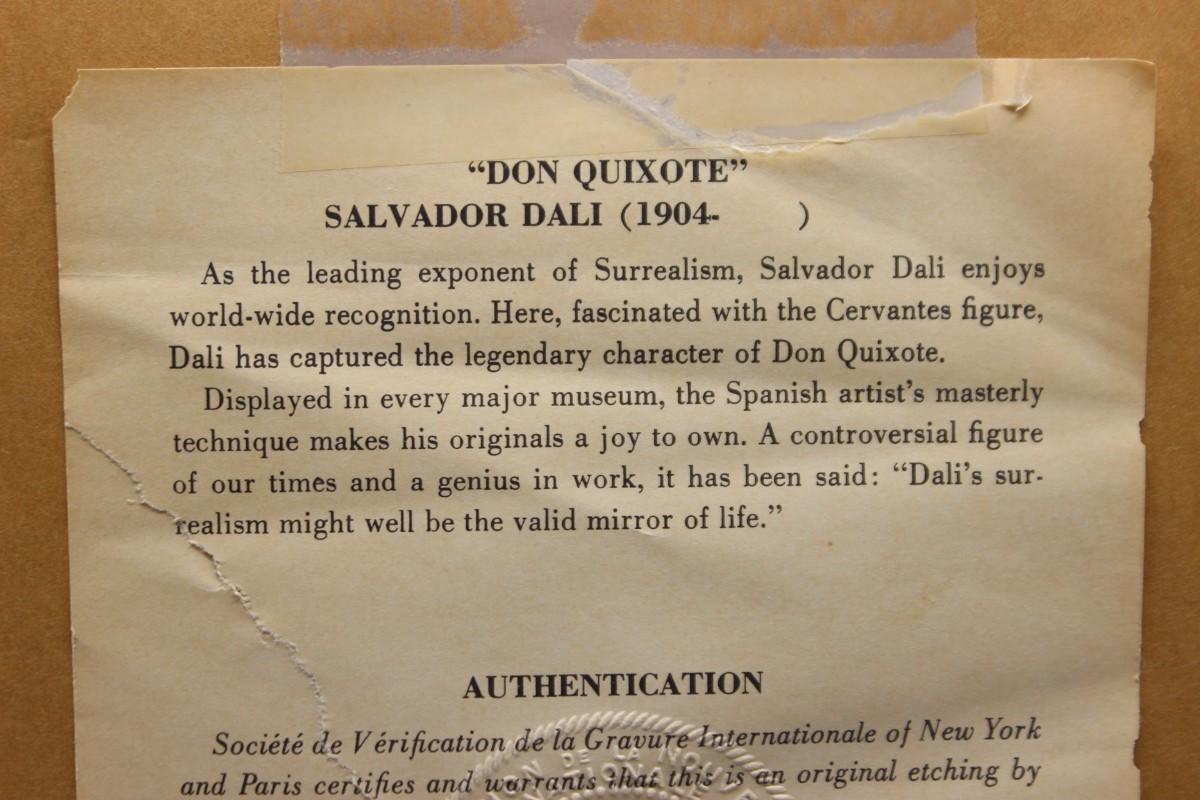 “DON QUIXOTE”
SALVADOR DALI (1904- )
As the leading exponent of Surrealism, Salvador Dali enjoys
world-wide recognition. Here, fascinated with the Cervantes figure,
Dali has captured the legendary character of Don Quixote.
Displayed in every major museum, the Spanish artist’s masterly
technique makes his originals a joy to own. A controversial figure
of our times and a genius in work, it has been said: “Dali’s sur-
realism might well be the valid mirror of life.”
AUTHENTICATION
Société de Vérification de la Gravure Internationale of New York
and Paris certifies and warrants that this is an original etching by
DE LA NOUVE